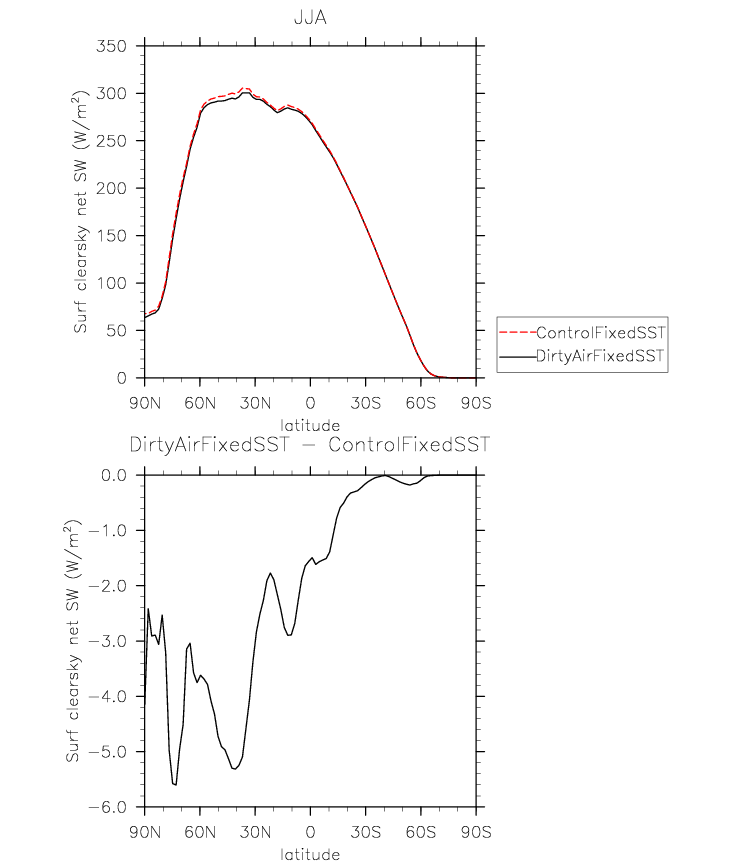 JJA
Surf clearsky net SW (W/m²)
350
300
250
200
150
100
50
0
90N 60N 30N 0 30S 60S 90S
latitude
ControlFixedSST
DirtyAirFixedSST
DirtyAirFixedSST − ControlFixedSST
Surf clearsky net SW (W/m²)
0.0
−1.0
−2.0
−3.0
−4.0
−5.0
−6.0
90N 60N 30N 0 30S 60S 90S
latitude